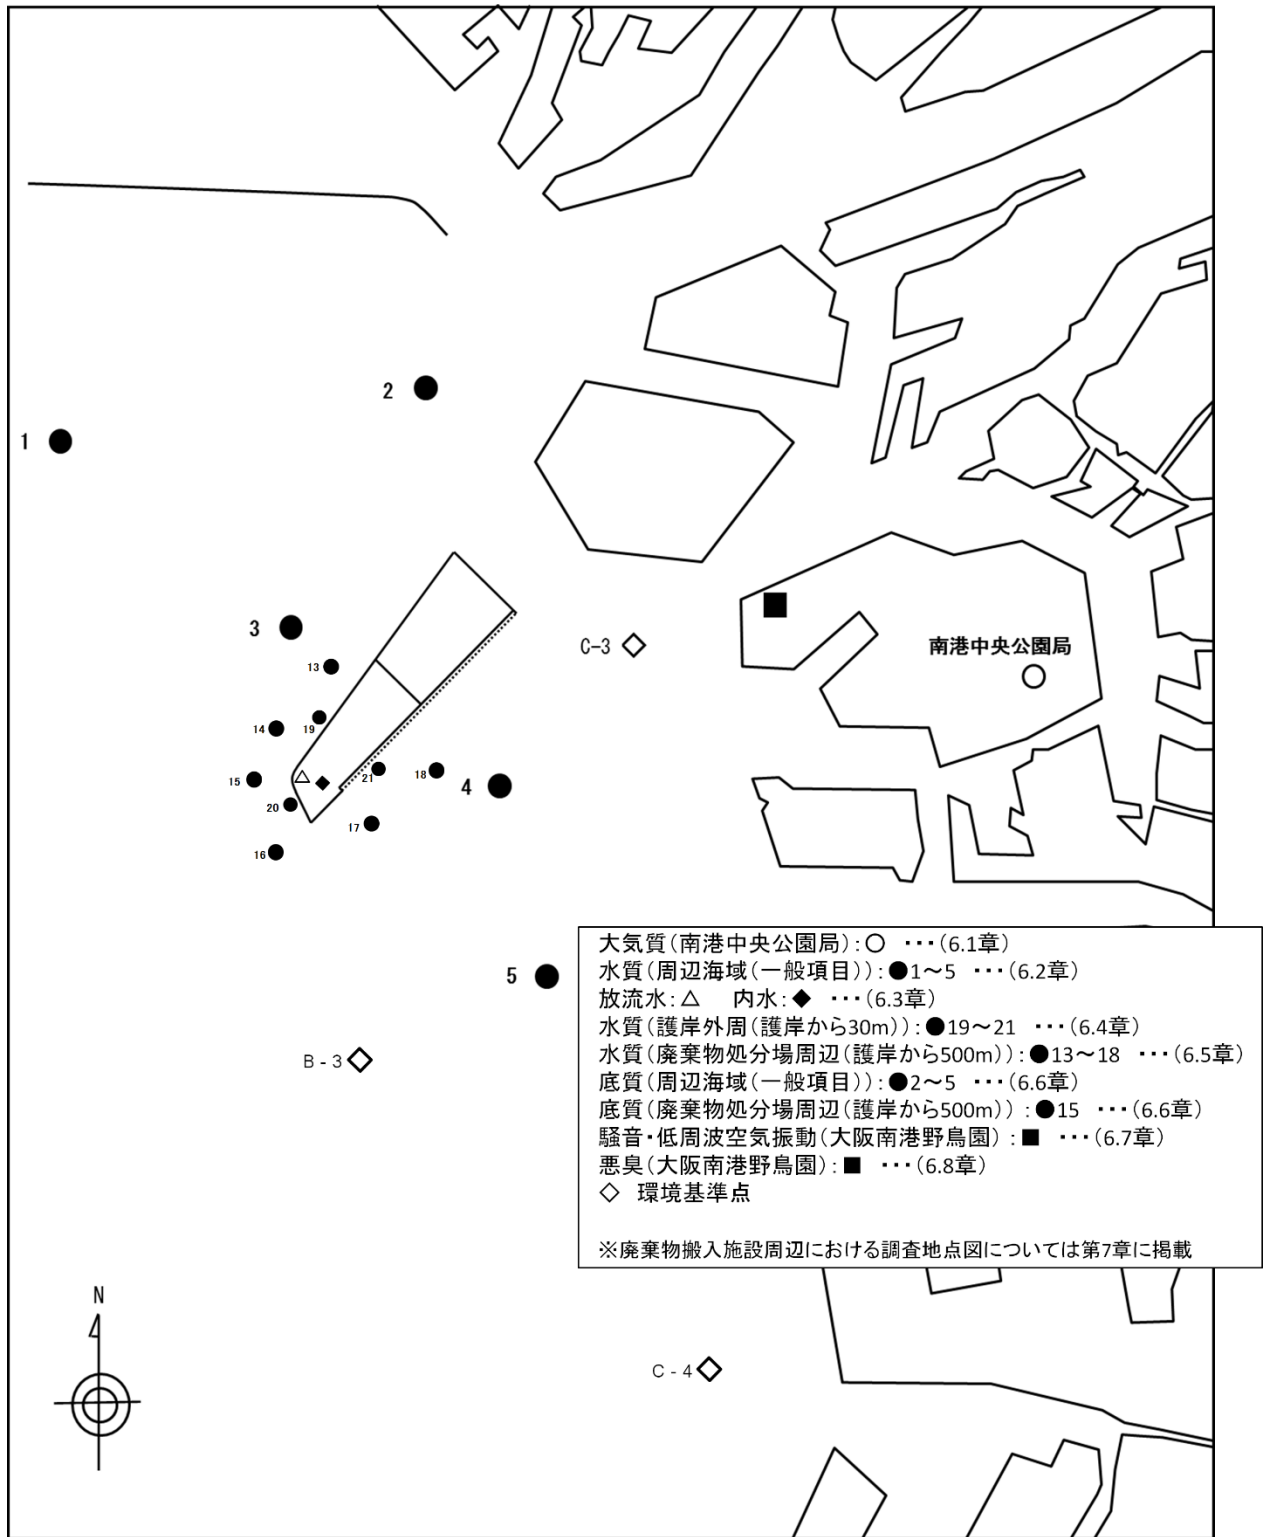 2
1
3
C-3
13
南港中央公園局
19
14
15
21
18
4
20
17
16
大気質(南港中央公園局):○ ···(6.1章)
水質(周辺海域(一般項目)):●1~5 ···(6.2章)
放流水:△ 内水:◆ ···(6.3章)
水質(護岸外周(護岸から30m)):●19~21 ···(6.4章)
水質(廃棄物処分場周辺(護岸から500m)):●13~18 ···(6.5章)
底質(周辺海域(一般項目)):●2~5 ···(6.6章)
底質(廃棄物処分場周辺(護岸から500m)):●15 ···(6.6章)
騒音・低周波空気振動(大阪南港野鳥園):■ ···(6.7章)
悪臭(大阪南港野鳥園):■ ···(6.8章)
◇ 環境基準点
※廃棄物搬入施設周辺における調査地点図については第7章に掲載
5
B-3
N
C-4